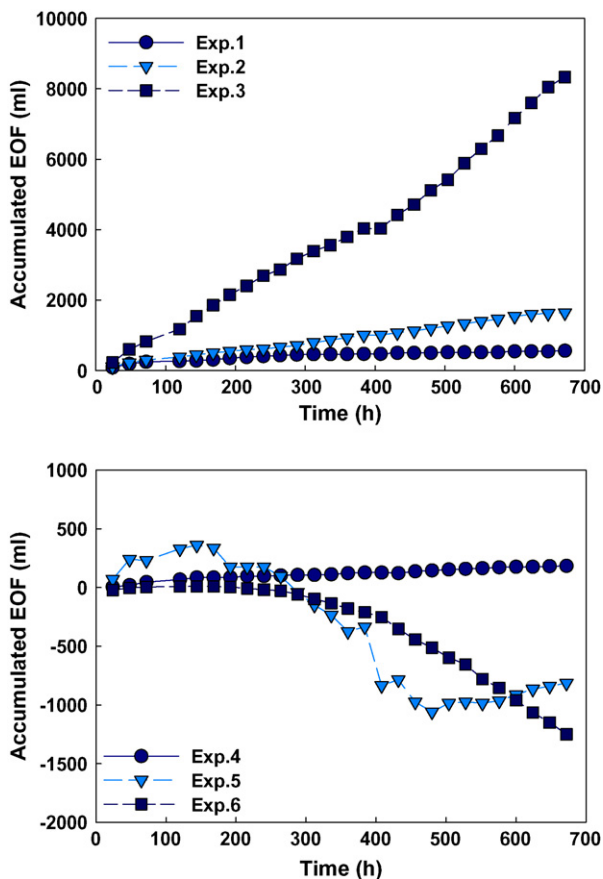 10000
8000
6000
4000
2000
0
Accumulated EOF (ml)
Exp.1
Exp.2
Exp.3
0 100 200 300 400 500 600 700
Time (h)
1000
500
0
-500
-1000
-1500
-2000
Accumulated EOF (ml)
Exp.4
Exp.5
Exp.6
0 100 200 300 400 500 600 700
Time (h)